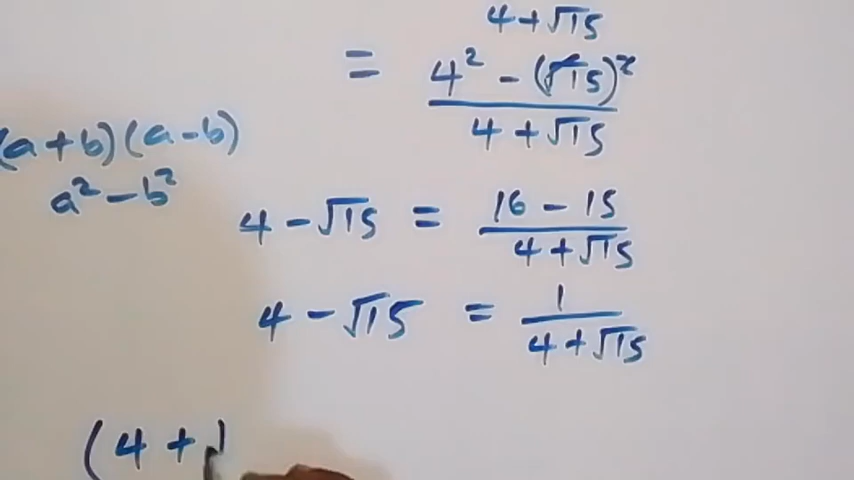 4+√15
= 4² - (√15)²
4 + √15
(a+b)(a-b)
a² - b²
4 - √15 = 16 - 15
4 + √15
4 - √15 = 1
4 + √15
(4 +